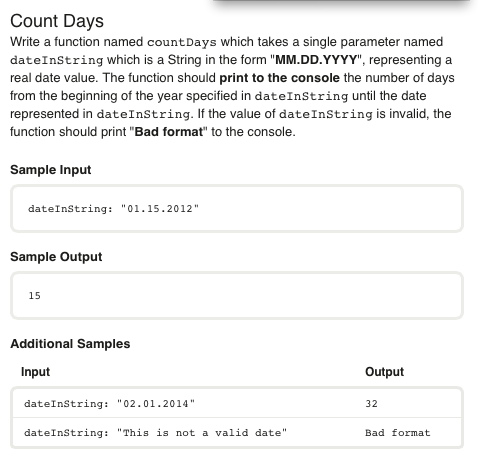 Count Days
Write a function named countDays which takes a single parameter named
dateInString which is a String in the form "MM.DD.YYYY", representing a
real date value. The function should print to the console the number of days
from the beginning of the year specified in dateInString until the date
represented in dateInString. If the value of dateInString is invalid, the
function should print "Bad format" to the console.
Sample Input
dateInString: "01.15.2012"
Sample Output
15
Additional Samples
Input Output
dateInString: "02.01.2014" 32
dateInString: "This is not a valid date" Bad format